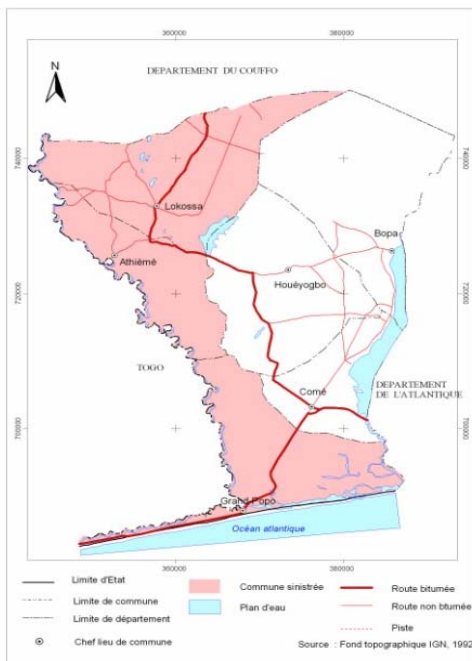 360000
380000
N
DEPARTEMENT DU COUFFO
740000
740000
Lokossa
Bopa
Athiémé
Houéyogbo
720000
720000
TOGO
DEPARTEMENT
DE L'ATLANTIQUE
Comé
700000
700000
Grand-Popo
Océan atlantique
360000
380000
Limite d'Etat
Commune sinistrée
Route bitumée
Limite de commune
Plan d'eau
Route non bitumée
Limite de département
Piste
Chef lieu de commune
Source : Fond topographique IGN, 1992